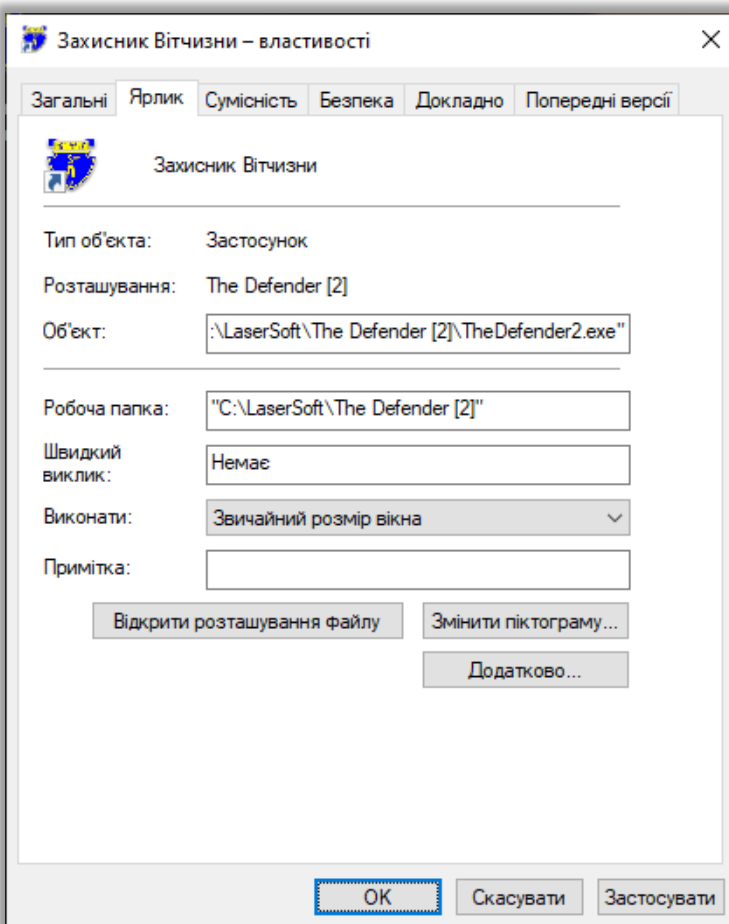 Захисник Вітчизни – властивості
Загальні Ярлик Сумісність Безпека Докладно Попередні версії
Захисник Вітчизни
Тип об'єкта: Застосунок
Розташування: The Defender [2]
Об'єкт: :\LaserSoft\The Defender [2]\TheDefender2.exe"
Робоча папка: "C:\LaserSoft\The Defender [2]"
Швидкий
виклик: Немає
Виконати: Звичайний розмір вікна
Примітка:
Відкрити розташування файлу Змінити піктограму...
Додатково...
OK Скасувати Застосувати